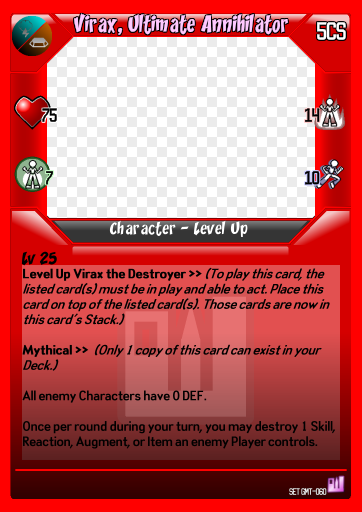 Virax, Ultimate Annihilator
5CS
75
14
7
10
Character - Level Up
Lv 25
Level Up Virax the Destroyer >> (To play this card, the
listed card(s) must be in play and able to act. Place this
card on top of the listed card(s). Those cards are now in
this card's Stack.)
Mythical >> (Only 1 copy of this card can exist in your
Deck.)
All enemy Characters have 0 DEF.
Once per round during your turn, you may destroy 1 Skill,
Reaction, Augment, or Item an enemy Player controls.
SET GMT-060